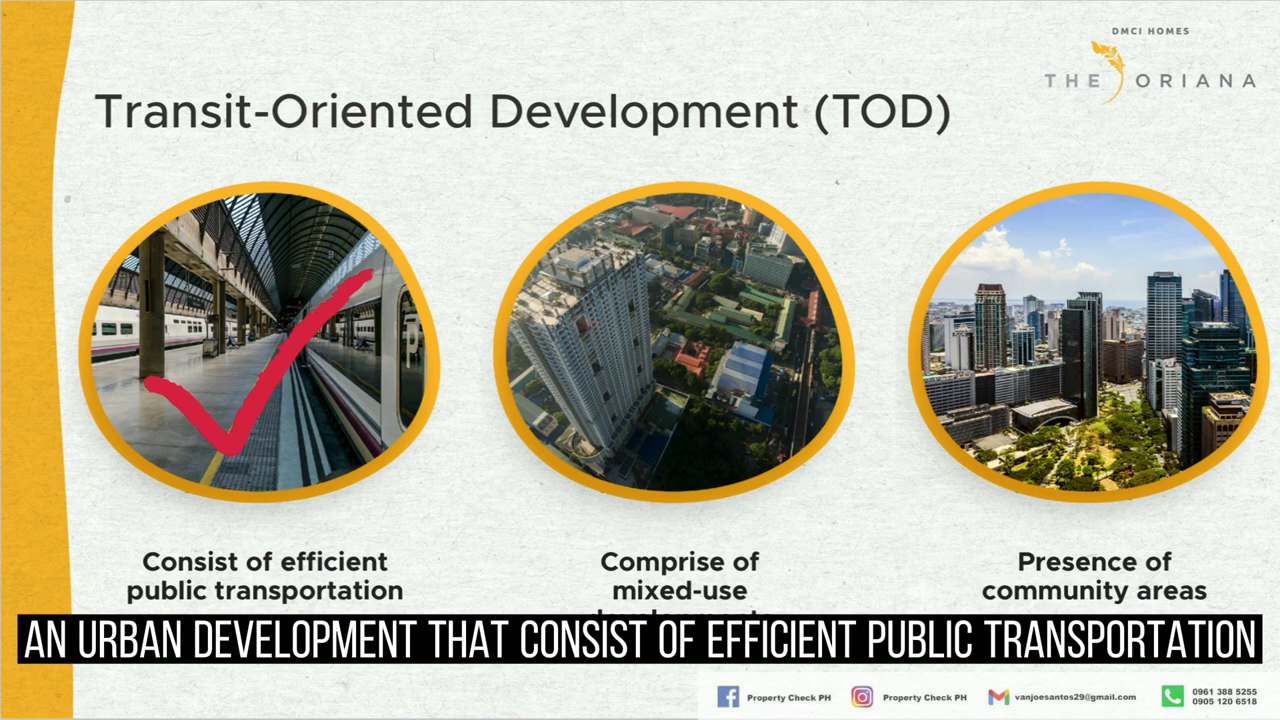 DMCI HOMES
THE ORIANA
Transit-Oriented Development (TOD)
Consist of efficient
public transportation
Comprise of
mixed-use
Presence of
community areas
AN URBAN DEVELOPMENT THAT CONSIST OF EFFICIENT PUBLIC TRANSPORTATION
Property Check PH
Property Check PH
vanjoesantos29@gmail.com
0961 388 5255
0905 120 6518